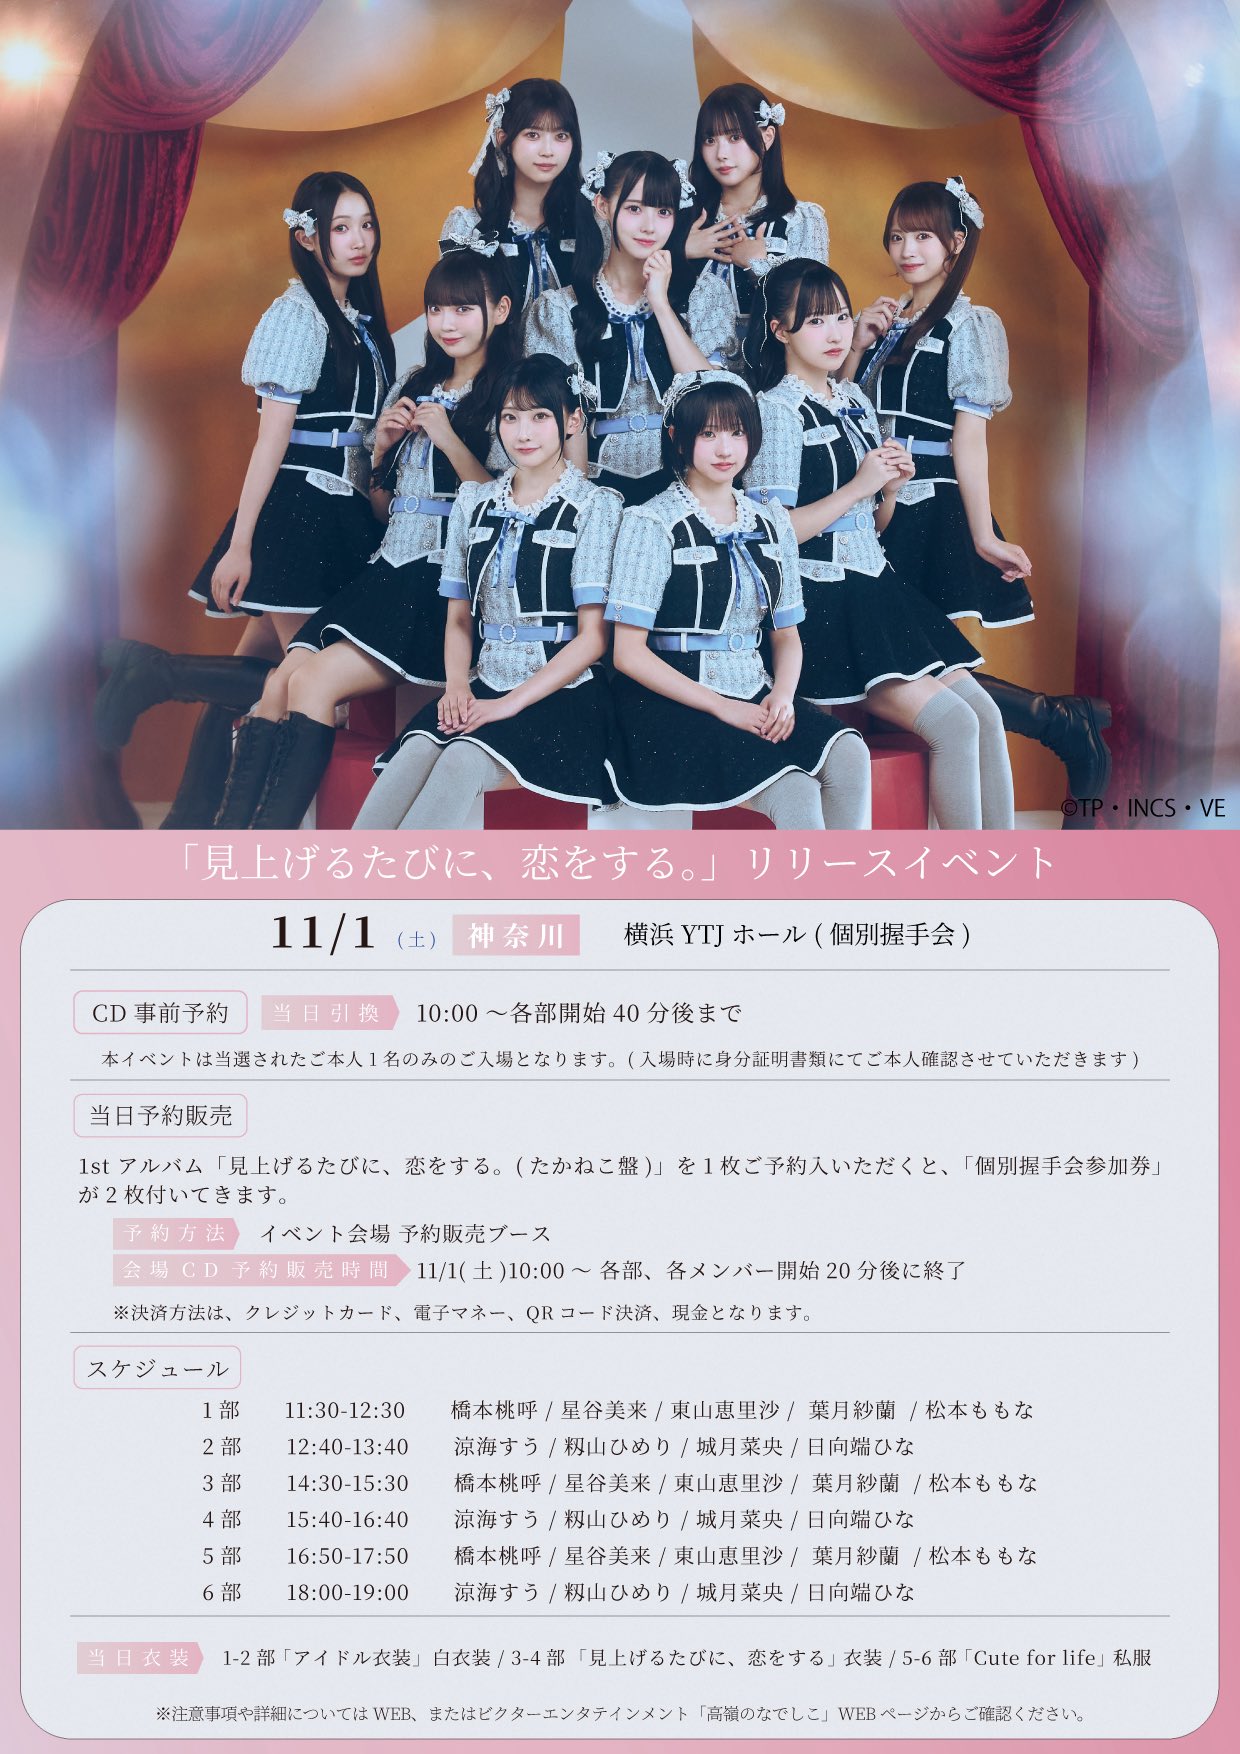 ©TP・INCS・VE
「見上げるたびに、恋をする。」リリースイベント
11/1 (土) 神奈川 横浜 YTJ ホール ( 個別握手会 )
CD 事前予約 当日引換 10:00 〜各部開始 40 分後まで
本イベントは当選されたご本人 1 名のみのご入場となります。( 入場時に身分証明書類にてご本人確認させていただきます )
当日予約販売
1st アルバム「見上げるたびに、恋をする。( たかねこ盤 )」を 1 枚ご予約入いただくと、「個別握手会参加券」
が 2 枚付いてきます。
予約方法 イベント会場 予約販売ブース
会場 CD 予約販売時間 11/1( 土 )10:00 〜 各部、各メンバー開始 20 分後に終了
※決済方法は、クレジットカード、電子マネー、QR コード決済、現金となります。
スケジュール
1 部 11:30-12:30 橋本桃呼 / 星谷美来 / 東山恵里沙 / 葉月紗蘭 / 松本ももな
2 部 12:40-13:40 涼海すう / 籾山ひめり / 城月菜央 / 日向端ひな
3 部 14:30-15:30 橋本桃呼 / 星谷美来 / 東山恵里沙 / 葉月紗蘭 / 松本ももな
4 部 15:40-16:40 涼海すう / 籾山ひめり / 城月菜央 / 日向端ひな
5 部 16:50-17:50 橋本桃呼 / 星谷美来 / 東山恵里沙 / 葉月紗蘭 / 松本ももな
6 部 18:00-19:00 涼海すう / 籾山ひめり / 城月菜央 / 日向端ひな
当日衣装 1-2 部「アイドル衣装」白衣装 / 3-4 部 「見上げるたびに、恋をする」衣装 / 5-6 部「Cute for life」私服
※注意事項や詳細については WEB、またはビクターエンタテインメント「高嶺のなでしこ」WEB ページからご確認ください。